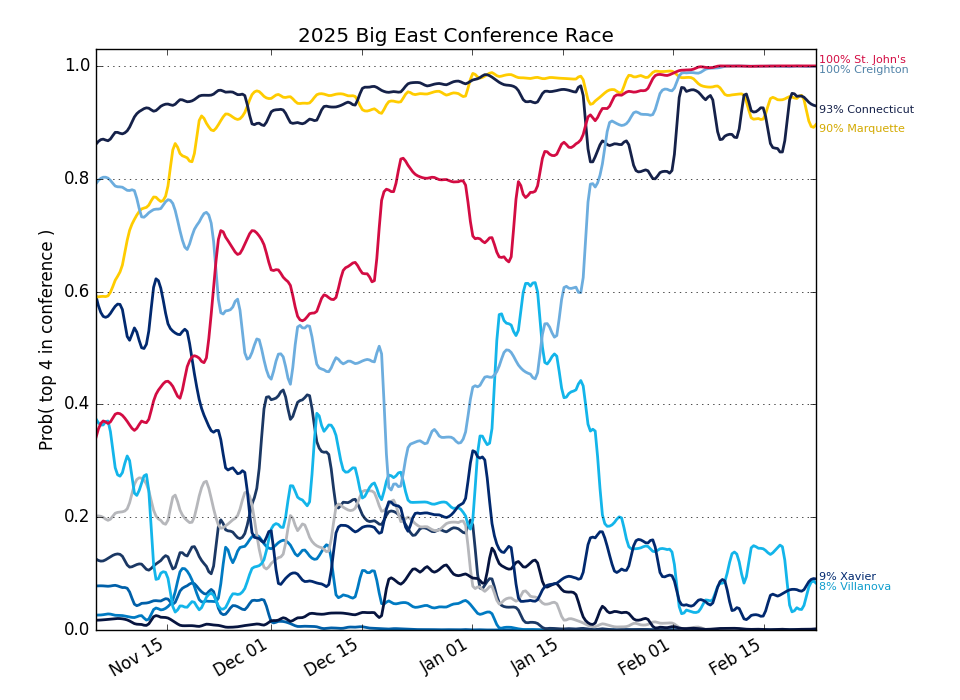 2025 Big East Conference Race
Prob( top 4 in conference )
1.0
0.8
0.6
0.4
0.2
0.0
Nov 15
Dec 01
Dec 15
Jan 01
Jan 15
Feb 01
Feb 15
100% St. John's
100% Creighton
93% Connecticut
90% Marquette
9% Xavier
8% Villanova